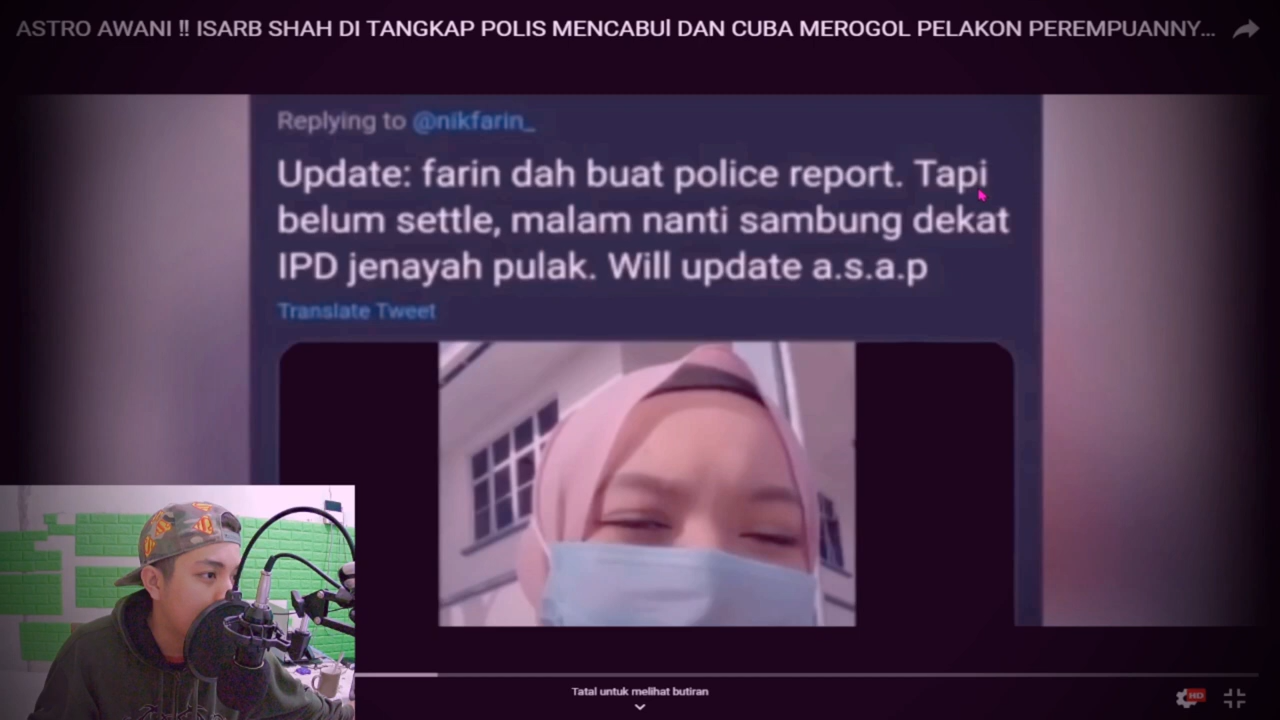 ASTRO AWANI !! ISARB SHAH DI TANGKAP POLIS MENCABUl DAN CUBA MEROGOL PELAKON PEREMPUANNY...
Replying to @nikfarin_
Update: farin dah buat police report. Tapi
belum settle, malam nanti sambung dekat
IPD jenayah pulak. Will update a.s.a.p
Translate Tweet
Tatal untuk melihat butiran
HD